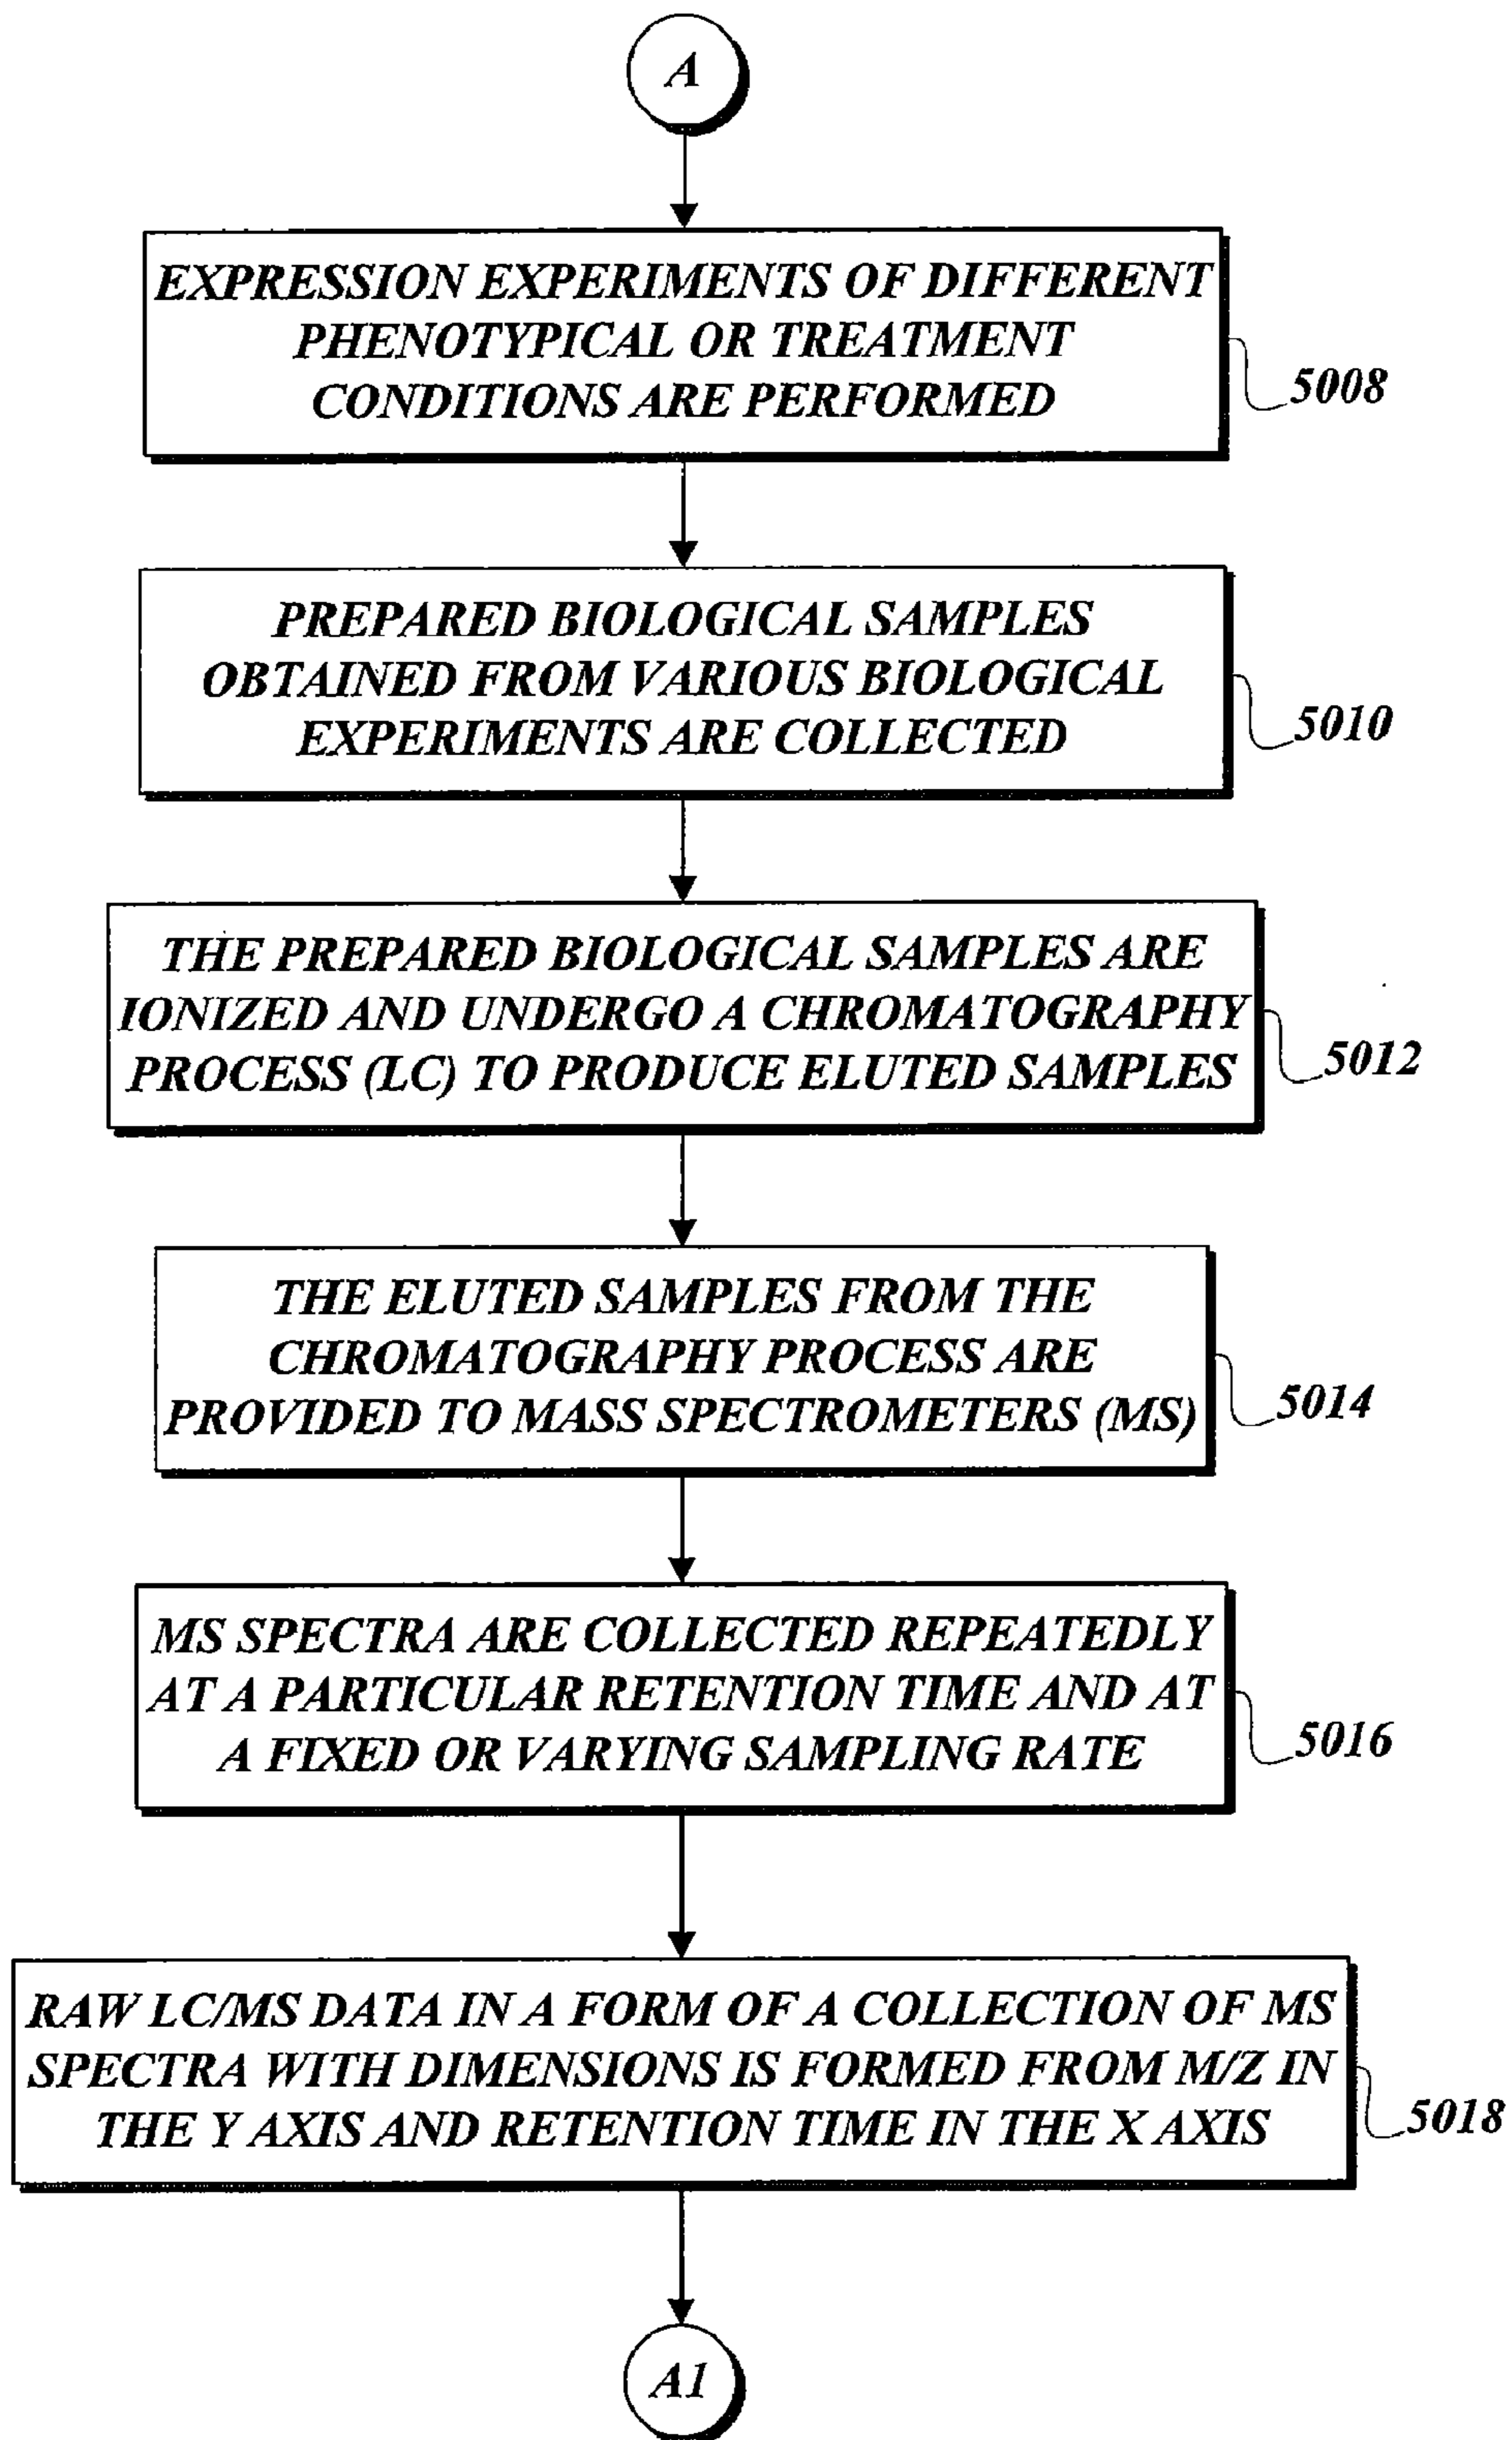 A
EXPRESSION EXPERIMENTS OF DIFFERENT
PHENOTYPICAL OR TREATMENT
CONDITIONS ARE PERFORMED
5008
PREPARED BIOLOGICAL SAMPLES
OBTAINED FROM VARIOUS BIOLOGICAL
EXPERIMENTS ARE COLLECTED
5010
THE PREPARED BIOLOGICAL SAMPLES ARE
IONIZED AND UNDERGO A CHROMATOGRAPHY
PROCESS (LC) TO PRODUCE ELUTED SAMPLES
5012
THE ELUTED SAMPLES FROM THE
CHROMATOGRAPHY PROCESS ARE
PROVIDED TO MASS SPECTROMETERS (MS)
5014
MS SPECTRA ARE COLLECTED REPEATEDLY
AT A PARTICULAR RETENTION TIME AND AT
A FIXED OR VARYING SAMPLING RATE
5016
RAW LC/MS DATA IN A FORM OF A COLLECTION OF MS
SPECTRA WITH DIMENSIONS IS FORMED FROM M/Z IN
THE Y AXIS AND RETENTION TIME IN THE X AXIS
5018
A1